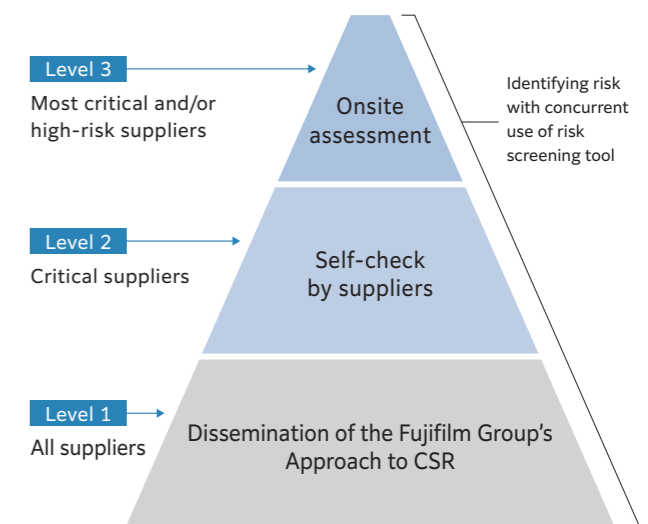 Level 3
Most critical and/or
high-risk suppliers
Onsite
assessment
Identifying risk
with concurrent
use of risk
screening tool
Level 2
Critical suppliers
Self-check
by suppliers
Level 1
All suppliers
Dissemination of the Fujifilm Group's
Approach to CSR